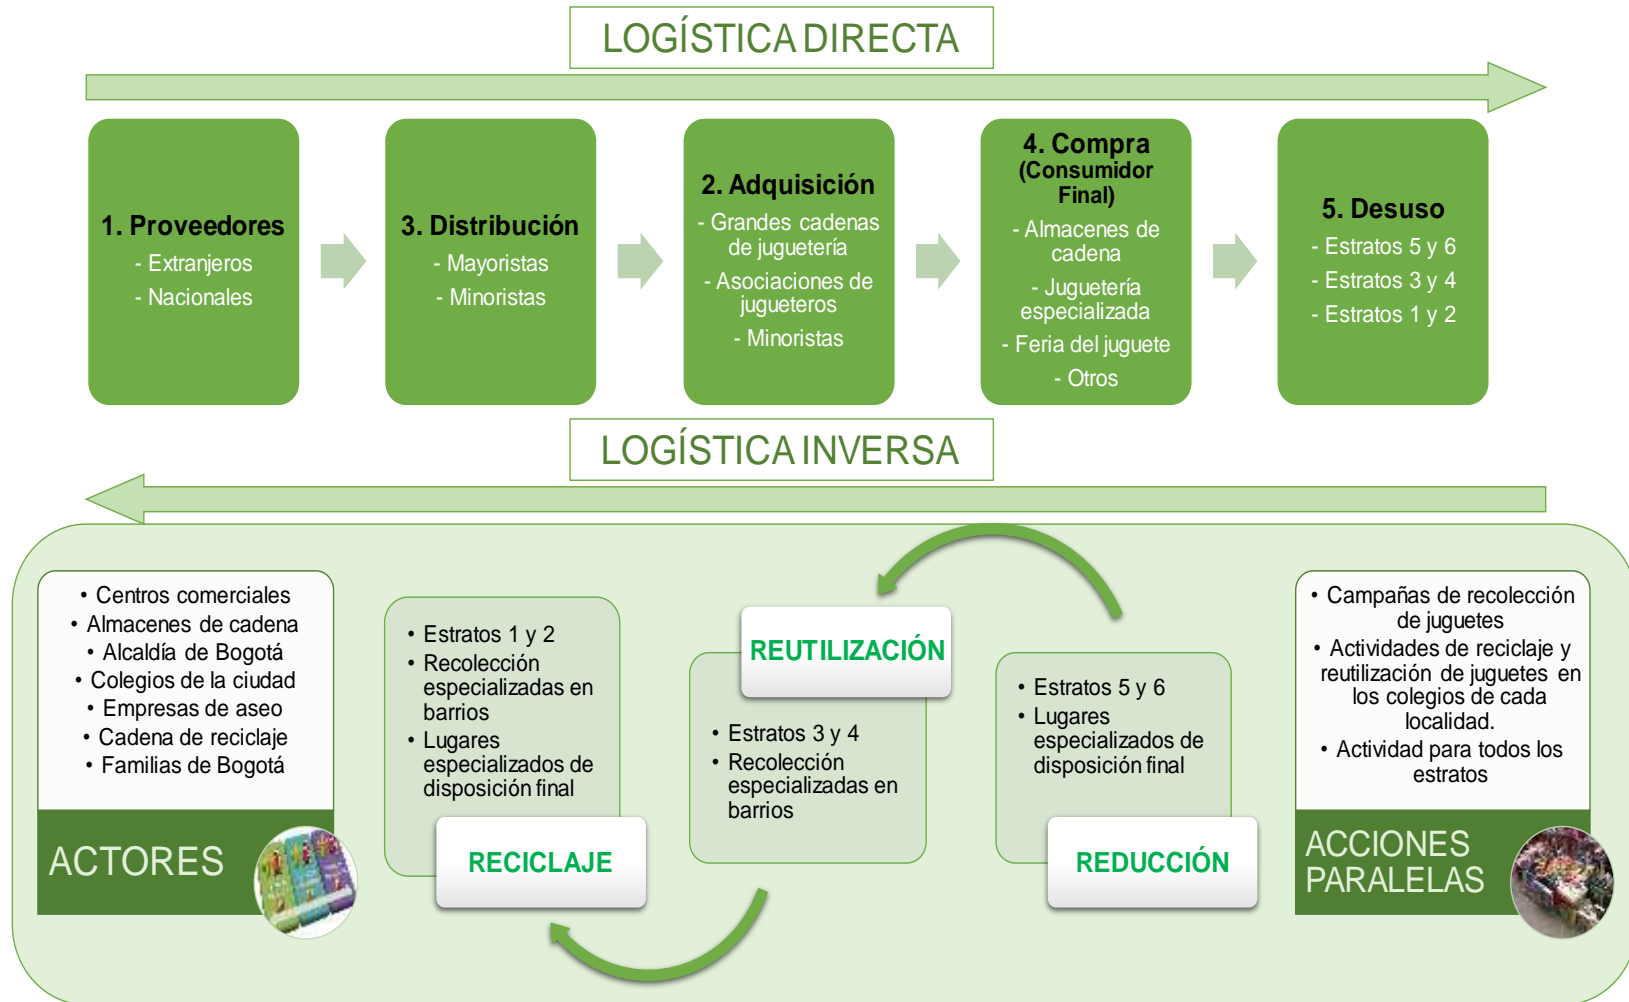 LOGÍSTICA DIRECTA
1. Proveedores
- Extranjeros
- Nacionales
3. Distribución
- Mayoristas
- Minoristas
2. Adquisición
- Grandes cadenas
de juguetería
- Asociaciones de
jugueteros
- Minoristas
4. Compra
(Consumidor
Final)
- Almacenes de
cadena
- Juguetería
especializada
- Feria del juguete
- Otros
5. Desuso
- Estratos 5 y 6
- Estratos 3 y 4
- Estratos 1 y 2
LOGÍSTICA INVERSA
• Centros comerciales
• Almacenes de cadena
• Alcaldía de Bogotá
• Colegios de la ciudad
• Empresas de aseo
• Cadena de reciclaje
• Familias de Bogotá
ACTORES
• Estratos 1 y 2
• Recolección
especializadas en
barrios
• Lugares
especializados de
disposición final
RECICLAJE
REUTILIZACIÓN
• Estratos 3 y 4
• Recolección
especializadas en
barrios
• Estratos 5 y 6
• Lugares
especializados de
disposición final
REDUCCIÓN
• Campañas de recolección
de juguetes
• Actividades de reciclaje y
reutilización de juguetes en
los colegios de cada
localidad.
• Actividad para todos los
estratos
ACCIONES
PARALELAS